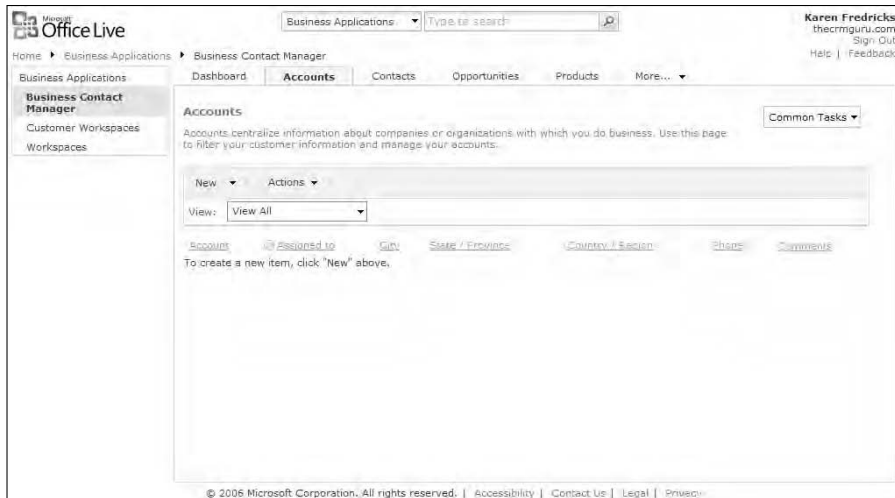 Microsoft
Office Live
Business Applications
Type to search
Karen Fredricks
thecrmguru.com
Sign Out
Help | Feedback
Home Business Applications Business Contact Manager
Business Applications
Business Contact Manager
Customer Workspaces
Workspaces
Dashboard Accounts Contacts Opportunities Products More...
Accounts
Common Tasks
Accounts centralize information about companies or organizations with which you do business. Use this page
to filter your customer information and manage your accounts.
New Actions
View: View All
Account Assigned to City State / Province Country / Region Phone Comments
To create a new item, click "New" above.
© 2006 Microsoft Corporation. All rights reserved. | Accessibility | Contact Us | Legal | Privacy